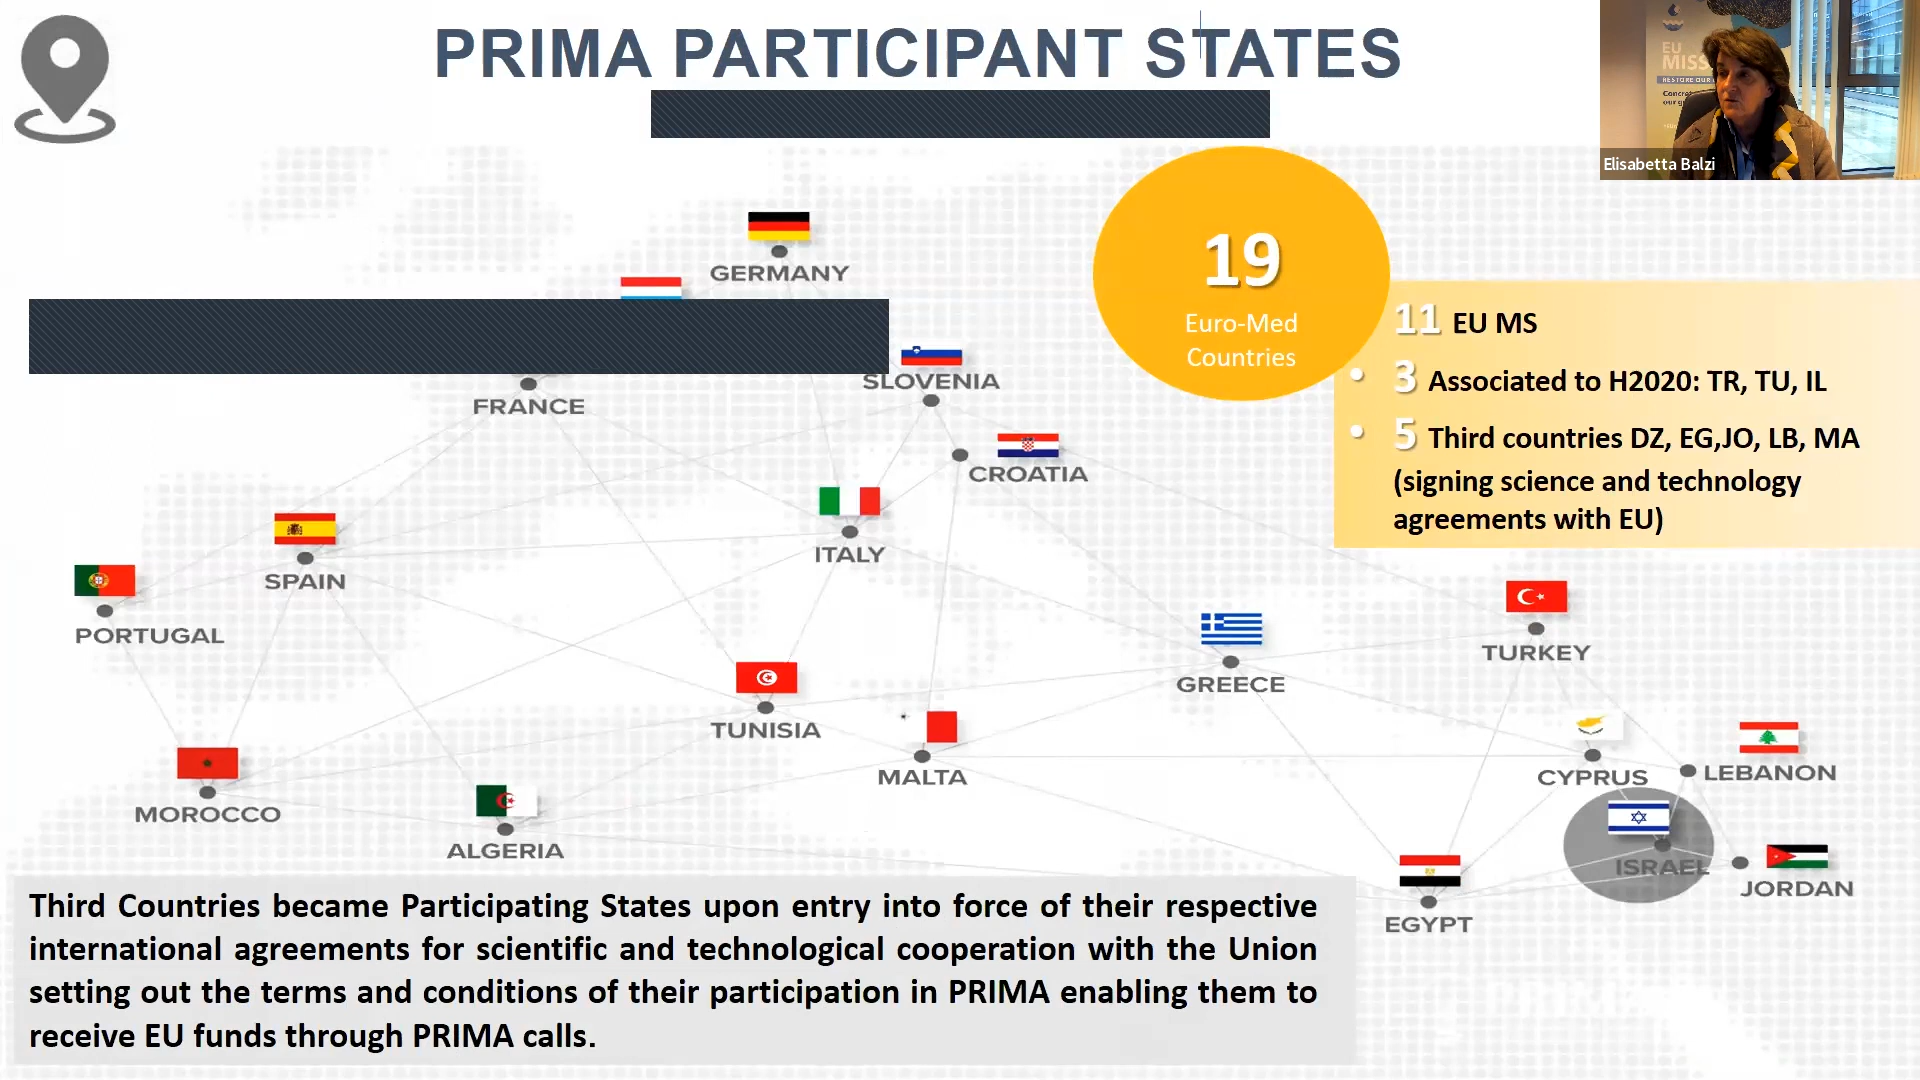 PRIMA PARTICIPANT STATES
EU
MISS
RESTORE OUR
Elisabetta Balzi
GERMANY
19
Euro-Med
Countries
11 EU MS
• 3 Associated to H2020: TR, TU, IL
• 5 Third countries DZ, EG,JO, LB, MA
(signing science and technology
agreements with EU)
SLOVENIA
FRANCE
CROATIA
ITALY
SPAIN
PORTUGAL
TURKEY
GREECE
TUNISIA
MALTA
CYPRUS
LEBANON
MOROCCO
ALGERIA
ISRAEL
JORDAN
EGYPT
Third Countries became Participating States upon entry into force of their respective
international agreements for scientific and technological cooperation with the Union
setting out the terms and conditions of their participation in PRIMA enabling them to
receive EU funds through PRIMA calls.